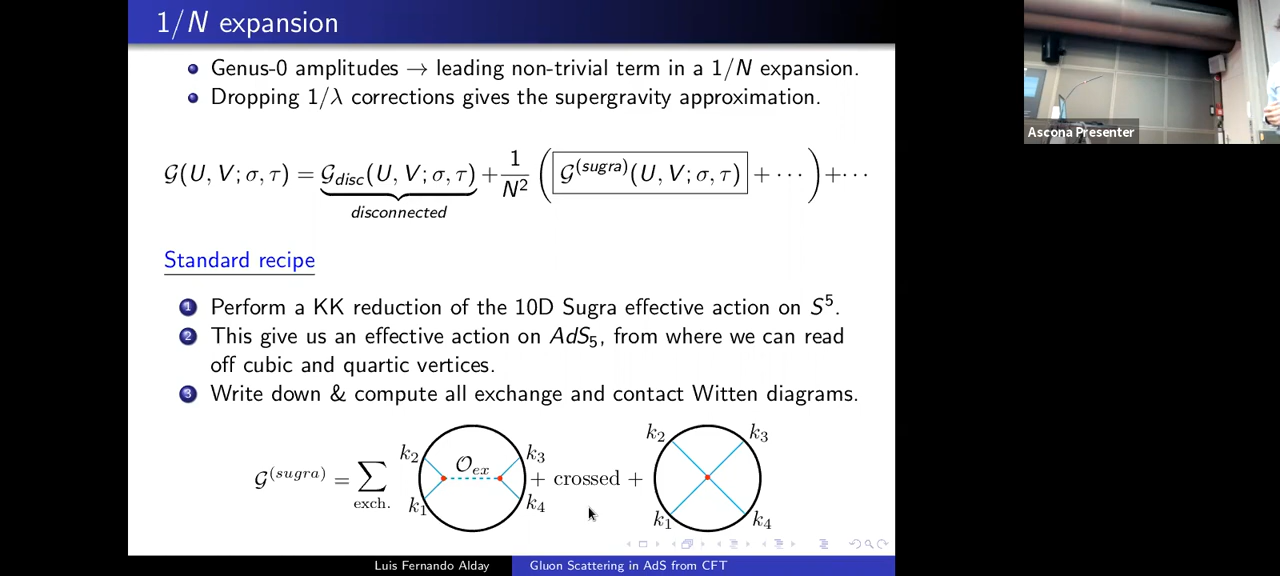 1/N expansion
Genus-0 amplitudes → leading non-trivial term in a 1/N expansion.
Dropping 1/λ corrections gives the supergravity approximation.
Ascona Presenter
𝒢(U, V; σ, τ) = 𝒢disc(U, V; σ, τ) + 1/N² ( 𝒢^(sugra)(U, V; σ, τ) + ⋯ ) + ⋯
disconnected
Standard recipe
1 Perform a KK reduction of the 10D Sugra effective action on S⁵.
2 This give us an effective action on AdS₅, from where we can read
off cubic and quartic vertices.
3 Write down & compute all exchange and contact Witten diagrams.
𝒢^(sugra) = ∑ exch. k₂ k₁ 𝒪ex k₃ k₄ + crossed + k₂ k₁ k₃ k₄
Luis Fernando Alday Gluon Scattering in AdS from CFT